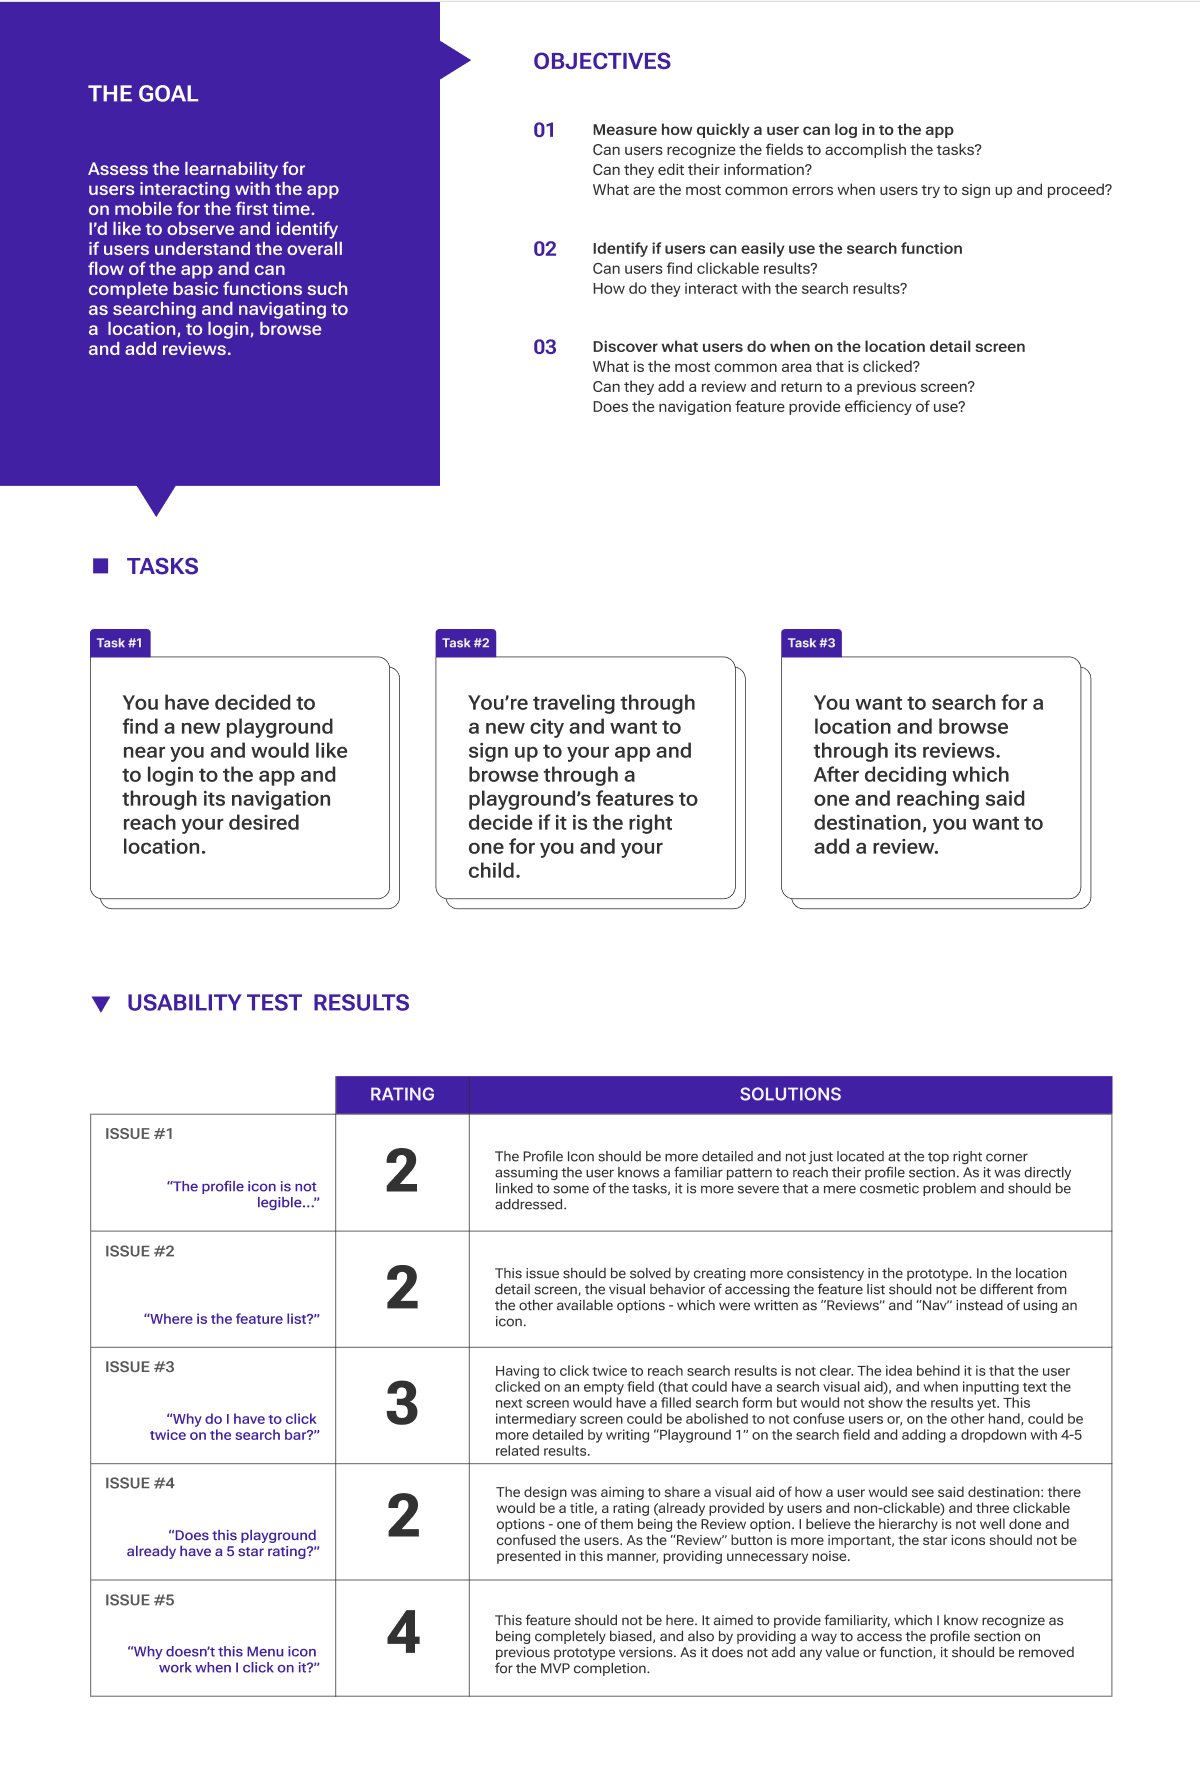 THE GOAL
Assess the learnability for
users interacting with the app
on mobile for the first time.
I'd like to observe and identify
if users understand the overall
flow of the app and can
complete basic functions such
as searching and navigating to
a  location, to login, browse
and add reviews.
OBJECTIVES
01
Measure how quickly a user can log in to the app
Can users recognize the fields to accomplish the tasks?
Can they edit their information?
What are the most common errors when users try to sign up and proceed?
02
Identify if users can easily use the search function
Can users find clickable results?
How do they interact with the search results?
03
Discover what users do when on the location detail screen
What is the most common area that is clicked?
Can they add a review and return to a previous screen?
Does the navigation feature provide efficiency of use?
TASKS
Task #1
You have decided to
find a new playground
near you and would like
to login to the app and
through its navigation
reach your desired
location.
Task #2
You're traveling through
a new city and want to
sign up to your app and
browse through a
playground's features to
decide if it is the right
one for you and your
child.
Task #3
You want to search for a
location and browse
through its reviews.
After deciding which
one and reaching said
destination, you want to
add a review.
USABILITY TEST  RESULTS
RATING
SOLUTIONS
ISSUE #1
"The profile icon is not
legible..."
2
The Profile Icon should be more detailed and not just located at the top right corner
assuming the user knows a familiar pattern to reach their profile section. As it was directly
linked to some of the tasks, it is more severe that a mere cosmetic problem and should be
addressed.
ISSUE #2
"Where is the feature list?"
2
This issue should be solved by creating more consistency in the prototype. In the location
detail screen, the visual behavior of accessing the feature list should not be different from
the other available options - which were written as "Reviews" and "Nav" instead of using an
icon.
ISSUE #3
"Why do I have to click
twice on the search bar?"
3
Having to click twice to reach search results is not clear. The idea behind it is that the user
clicked on an empty field (that could have a search visual aid), and when inputting text the
next screen would have a filled search form but would not show the results yet. This
intermediary screen could be abolished to not confuse users or, on the other hand, could be
more detailed by writing "Playground 1" on the search field and adding a dropdown with 4-5
related results.
ISSUE #4
"Does this playground
already have a 5 star rating?"
2
The design was aiming to share a visual aid of how a user would see said destination: there
would be a title, a rating (already provided by users and non-clickable) and three clickable
options - one of them being the Review option. I believe the hierarchy is not well done and
confused the users. As the "Review" button is more important, the star icons should not be
presented in this manner, providing unnecessary noise.
ISSUE #5
"Why doesn't this Menu icon
work when I click on it?"
4
This feature should not be here. It aimed to provide familiarity, which I know recognize as
being completely biased, and also by providing a way to access the profile section on
previous prototype versions. As it does not add any value or function, it should be removed
for the MVP completion.